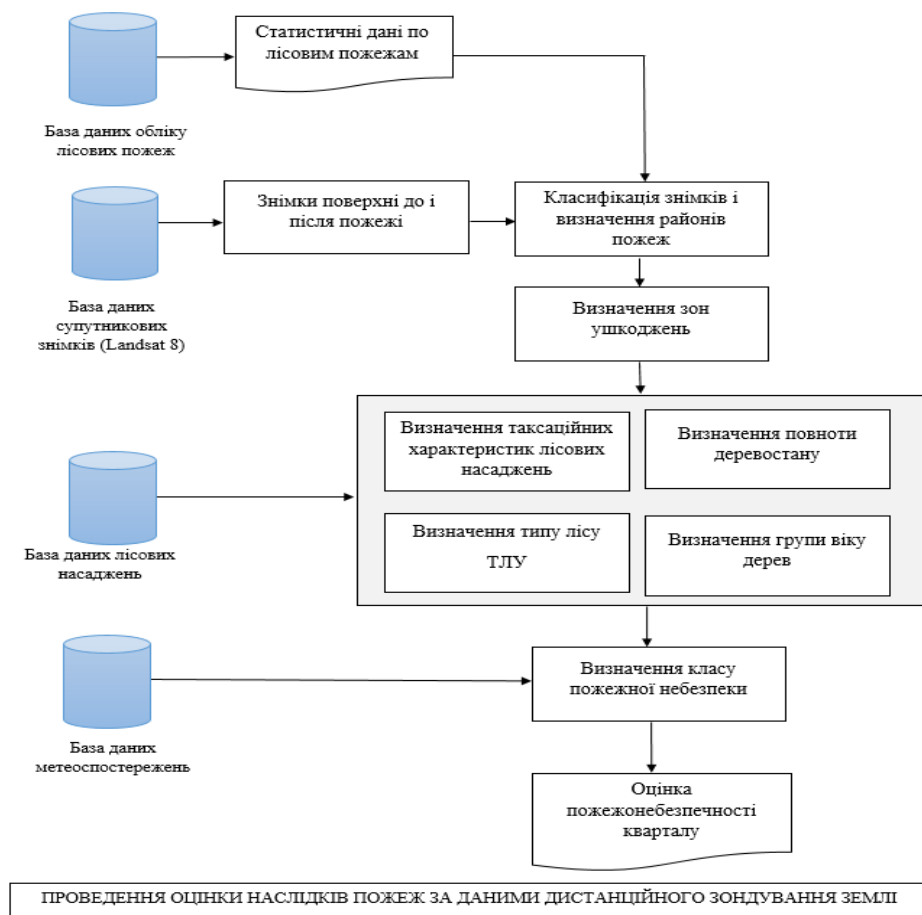 Статистичні дані по
лісовим пожежам
База даних обліку
лісових пожеж
Знімки поверхні до і
після пожежі
Класифікація знімків і
визначення районів
пожеж
База даних
супутникових
знімків (Landsat 8)
Визначення зон
ушкоджень
Визначення таксаційних
характеристик лісових
насаджень
Визначення повноти
деревостану
Визначення типу лісу
ТЛУ
Визначення групи віку
дерев
База даних лісових
насаджень
Визначення класу
пожежної небезпеки
База даних
метеоспостережень
Оцінка
пожежонебезпечності
кварталу
ПРОВЕДЕННЯ ОЦІНКИ НАСЛІДКІВ ПОЖЕЖ ЗА ДАНИМИ ДИСТАНЦІЙНОГО ЗОНДУВАННЯ ЗЕМЛІ